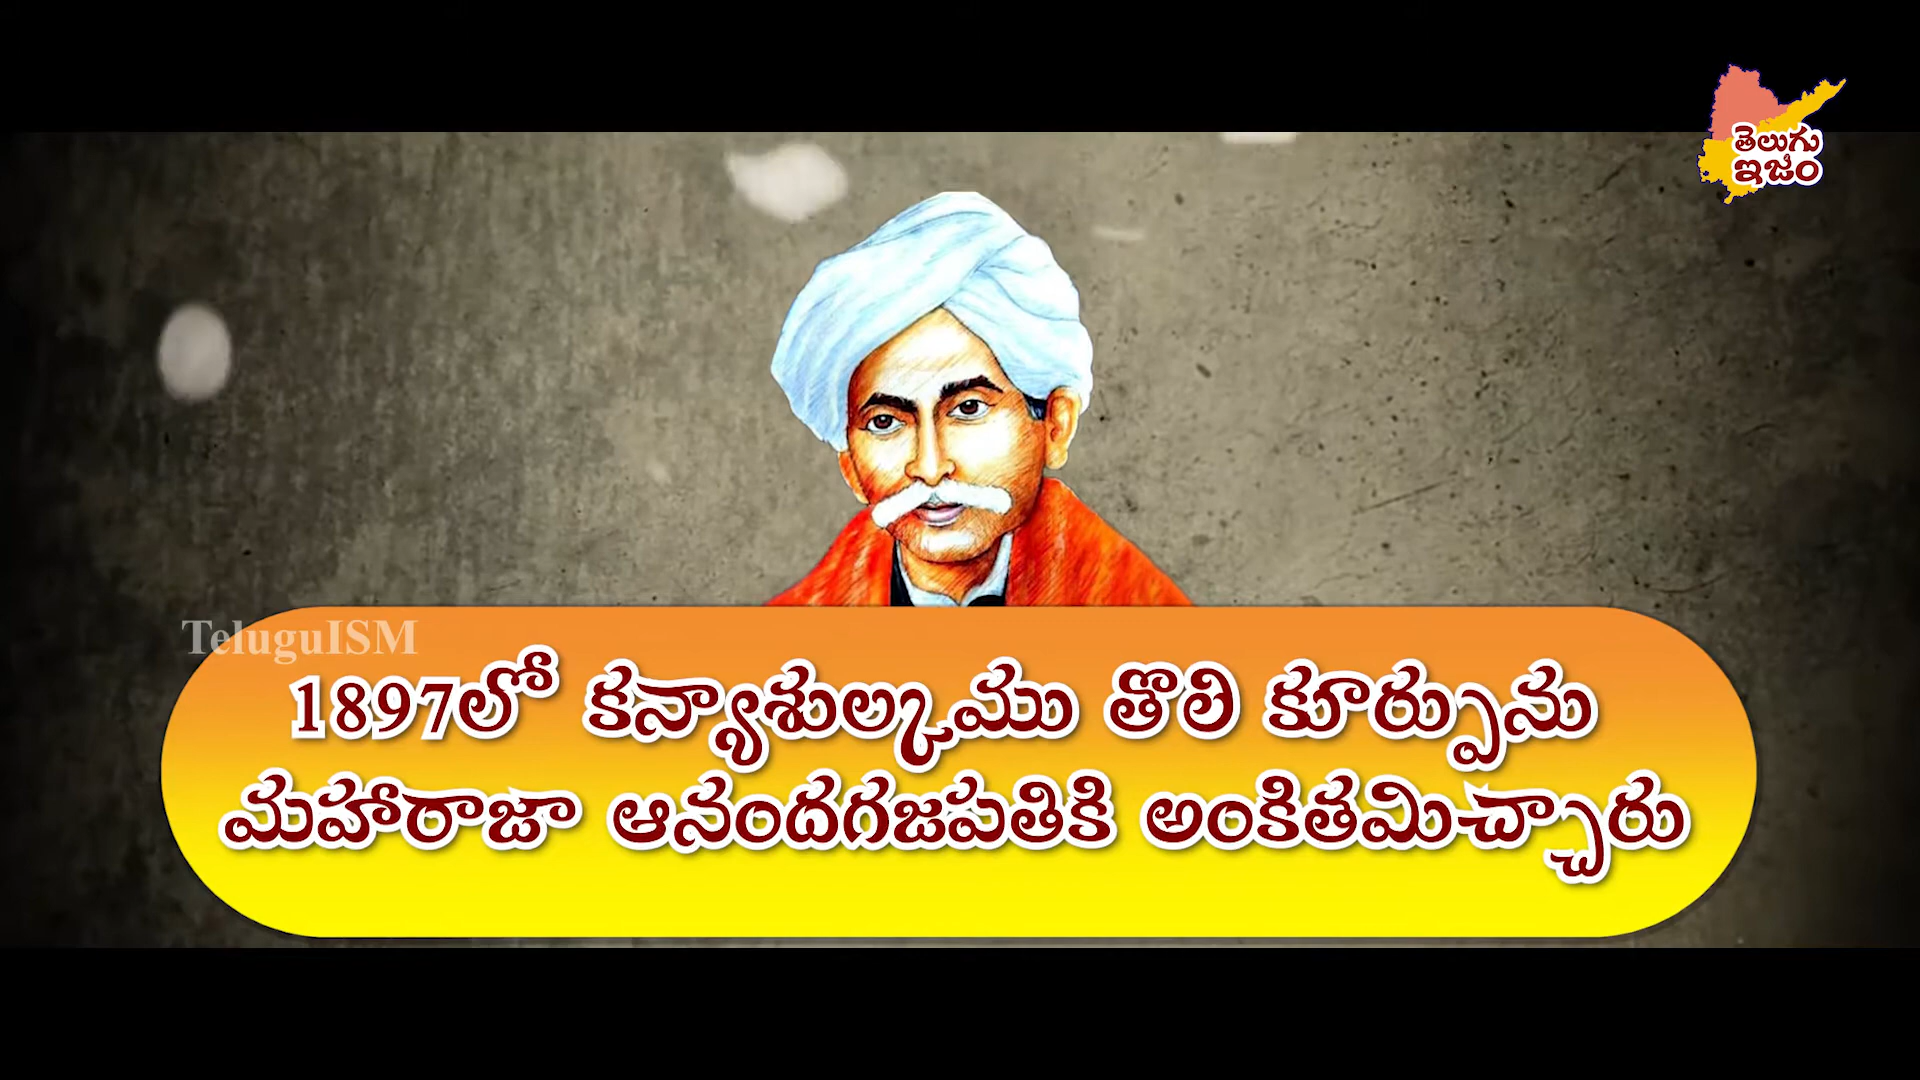 తెలుగు
ఇజం
TeluguISM
1897లో కన్యాశుల్కము తొలి కూర్పును
మహారాజా ఆనందగజపతికి అంకితమిచ్చారు